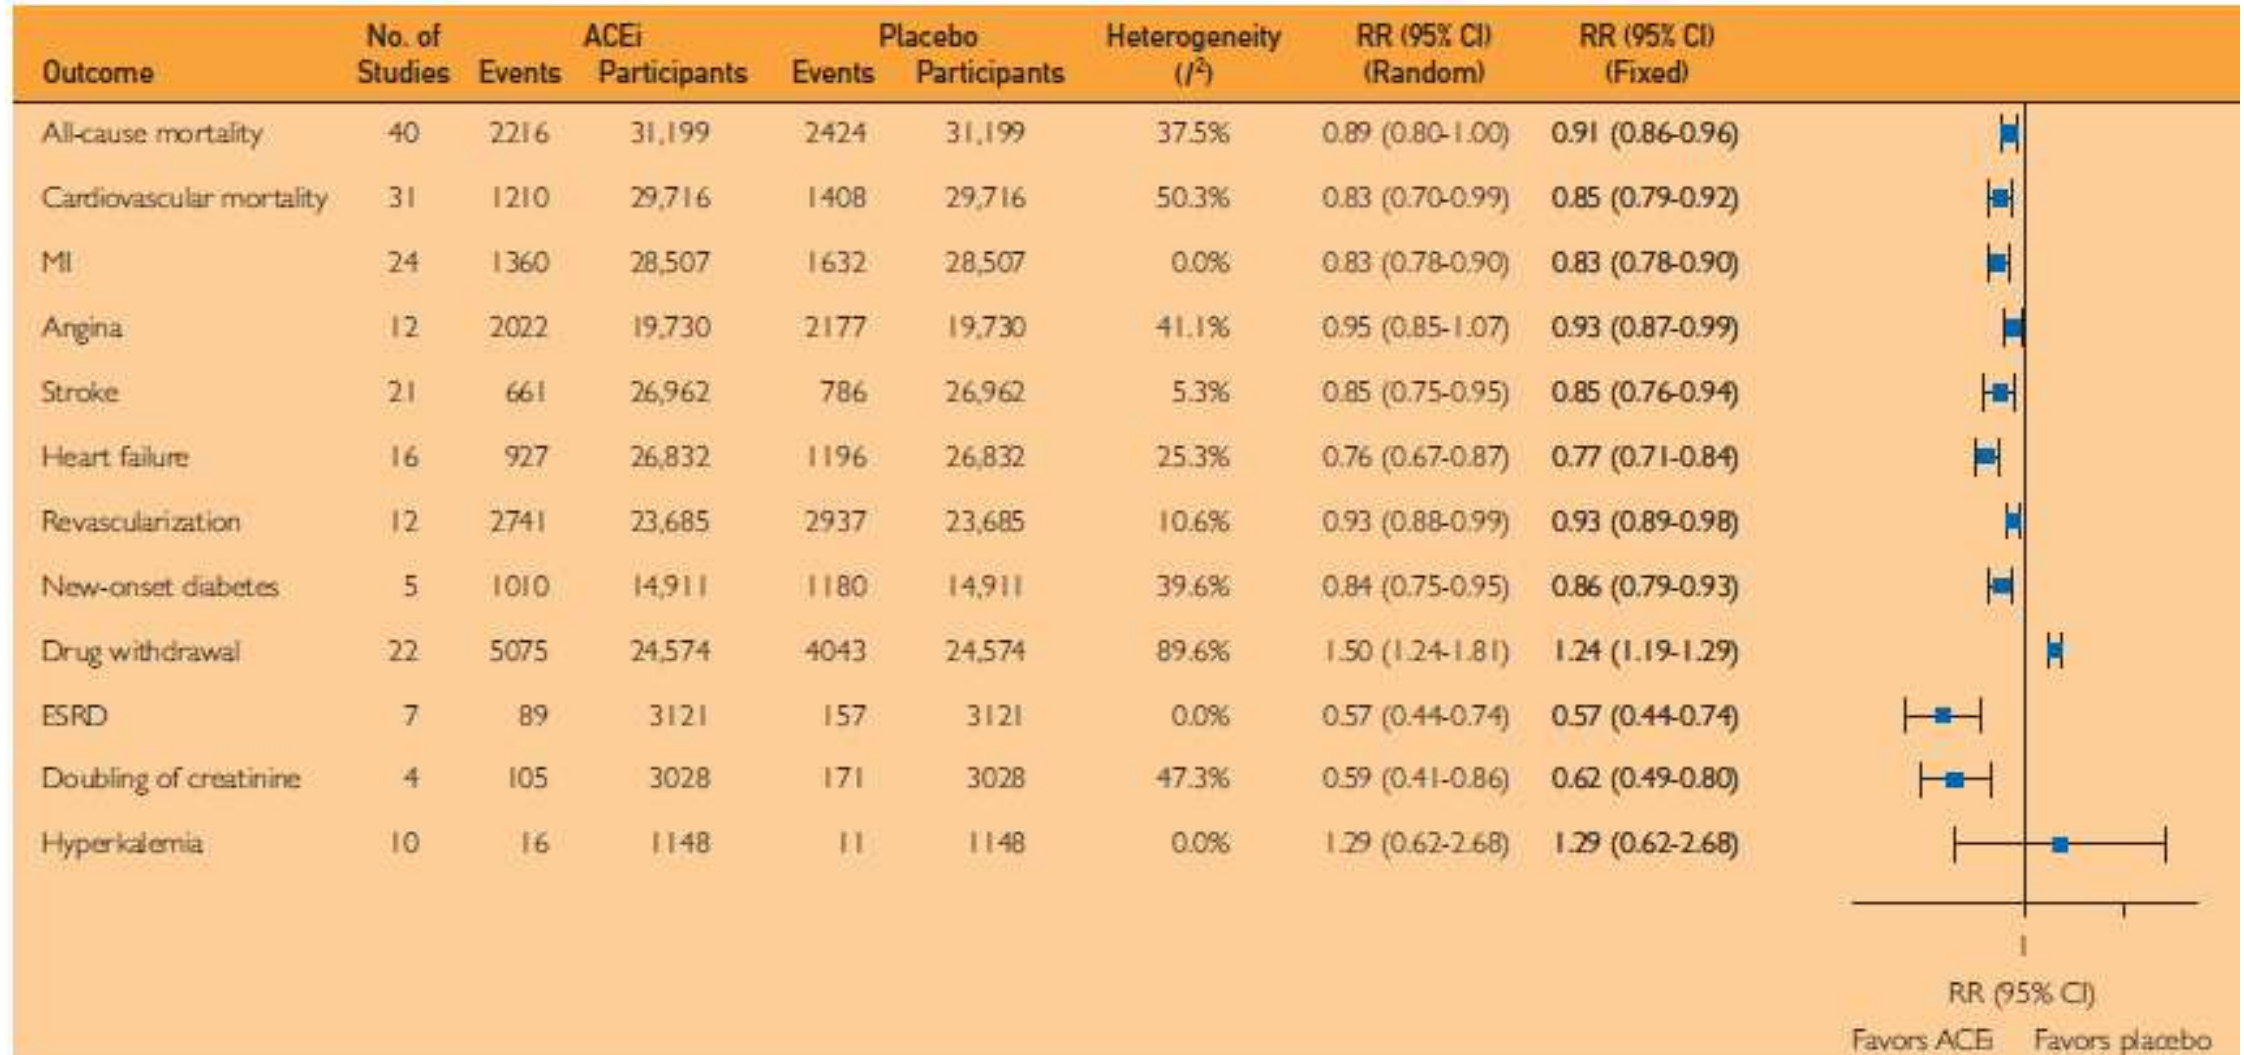 No. of ACEi Placebo Heterogeneity RR (95% CI) RR (95% CI)
Outcome Studies Events Participants Events Participants (I²) (Random) (Fixed)
All-cause mortality 40 2216 31,199 2424 31,199 37.5% 0.89 (0.80-1.00) 0.91 (0.86-0.96)
Cardiovascular mortality 31 1210 29,716 1408 29,716 50.3% 0.83 (0.70-0.99) 0.85 (0.79-0.92)
MI 24 1360 28,507 1632 28,507 0.0% 0.83 (0.78-0.90) 0.83 (0.78-0.90)
Angina 12 2022 19,730 2177 19,730 41.1% 0.95 (0.85-1.07) 0.93 (0.87-0.99)
Stroke 21 661 26,962 786 26,962 5.3% 0.85 (0.75-0.95) 0.85 (0.76-0.94)
Heart failure 16 927 26,832 1196 26,832 25.3% 0.76 (0.67-0.87) 0.77 (0.71-0.84)
Revascularization 12 2741 23,685 2937 23,685 10.6% 0.93 (0.88-0.99) 0.93 (0.89-0.98)
New-onset diabetes 5 1010 14,911 1180 14,911 39.6% 0.84 (0.75-0.95) 0.86 (0.79-0.93)
Drug withdrawal 22 5075 24,574 4043 24,574 89.6% 1.50 (1.24-1.81) 1.24 (1.19-1.29)
ESRD 7 89 3121 157 3121 0.0% 0.57 (0.44-0.74) 0.57 (0.44-0.74)
Doubling of creatinine 4 105 3028 171 3028 47.3% 0.59 (0.41-0.86) 0.62 (0.49-0.80)
Hyperkalemia 10 16 1148 11 1148 0.0% 1.29 (0.62-2.68) 1.29 (0.62-2.68)
1
RR (95% CI)
Favors ACEi Favors placebo